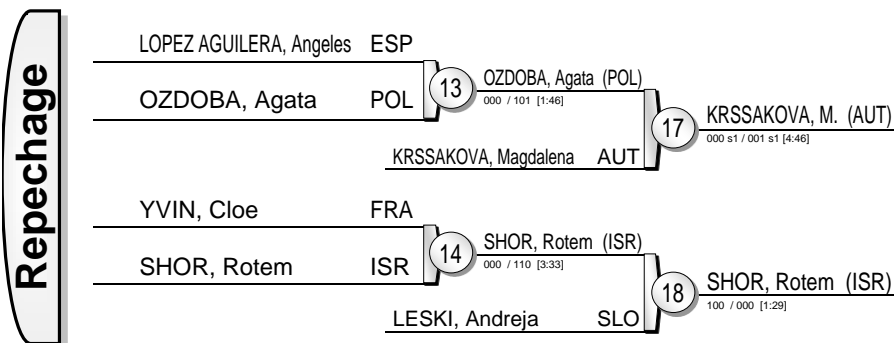 Repechage
LOPEZ AGUILERA, Angeles ESP
OZDOBA, Agata POL
13
OZDOBA, Agata (POL)
000 / 101 [1:46]
KRSSAKOVA, Magdalena AUT
17
KRSSAKOVA, M. (AUT)
000 s1 / 001 s1 [4:46]
YVIN, Cloe FRA
SHOR, Rotem ISR
14
SHOR, Rotem (ISR)
000 / 110 [3:33]
LESKI, Andreja SLO
18
SHOR, Rotem (ISR)
100 / 000 [1:29]